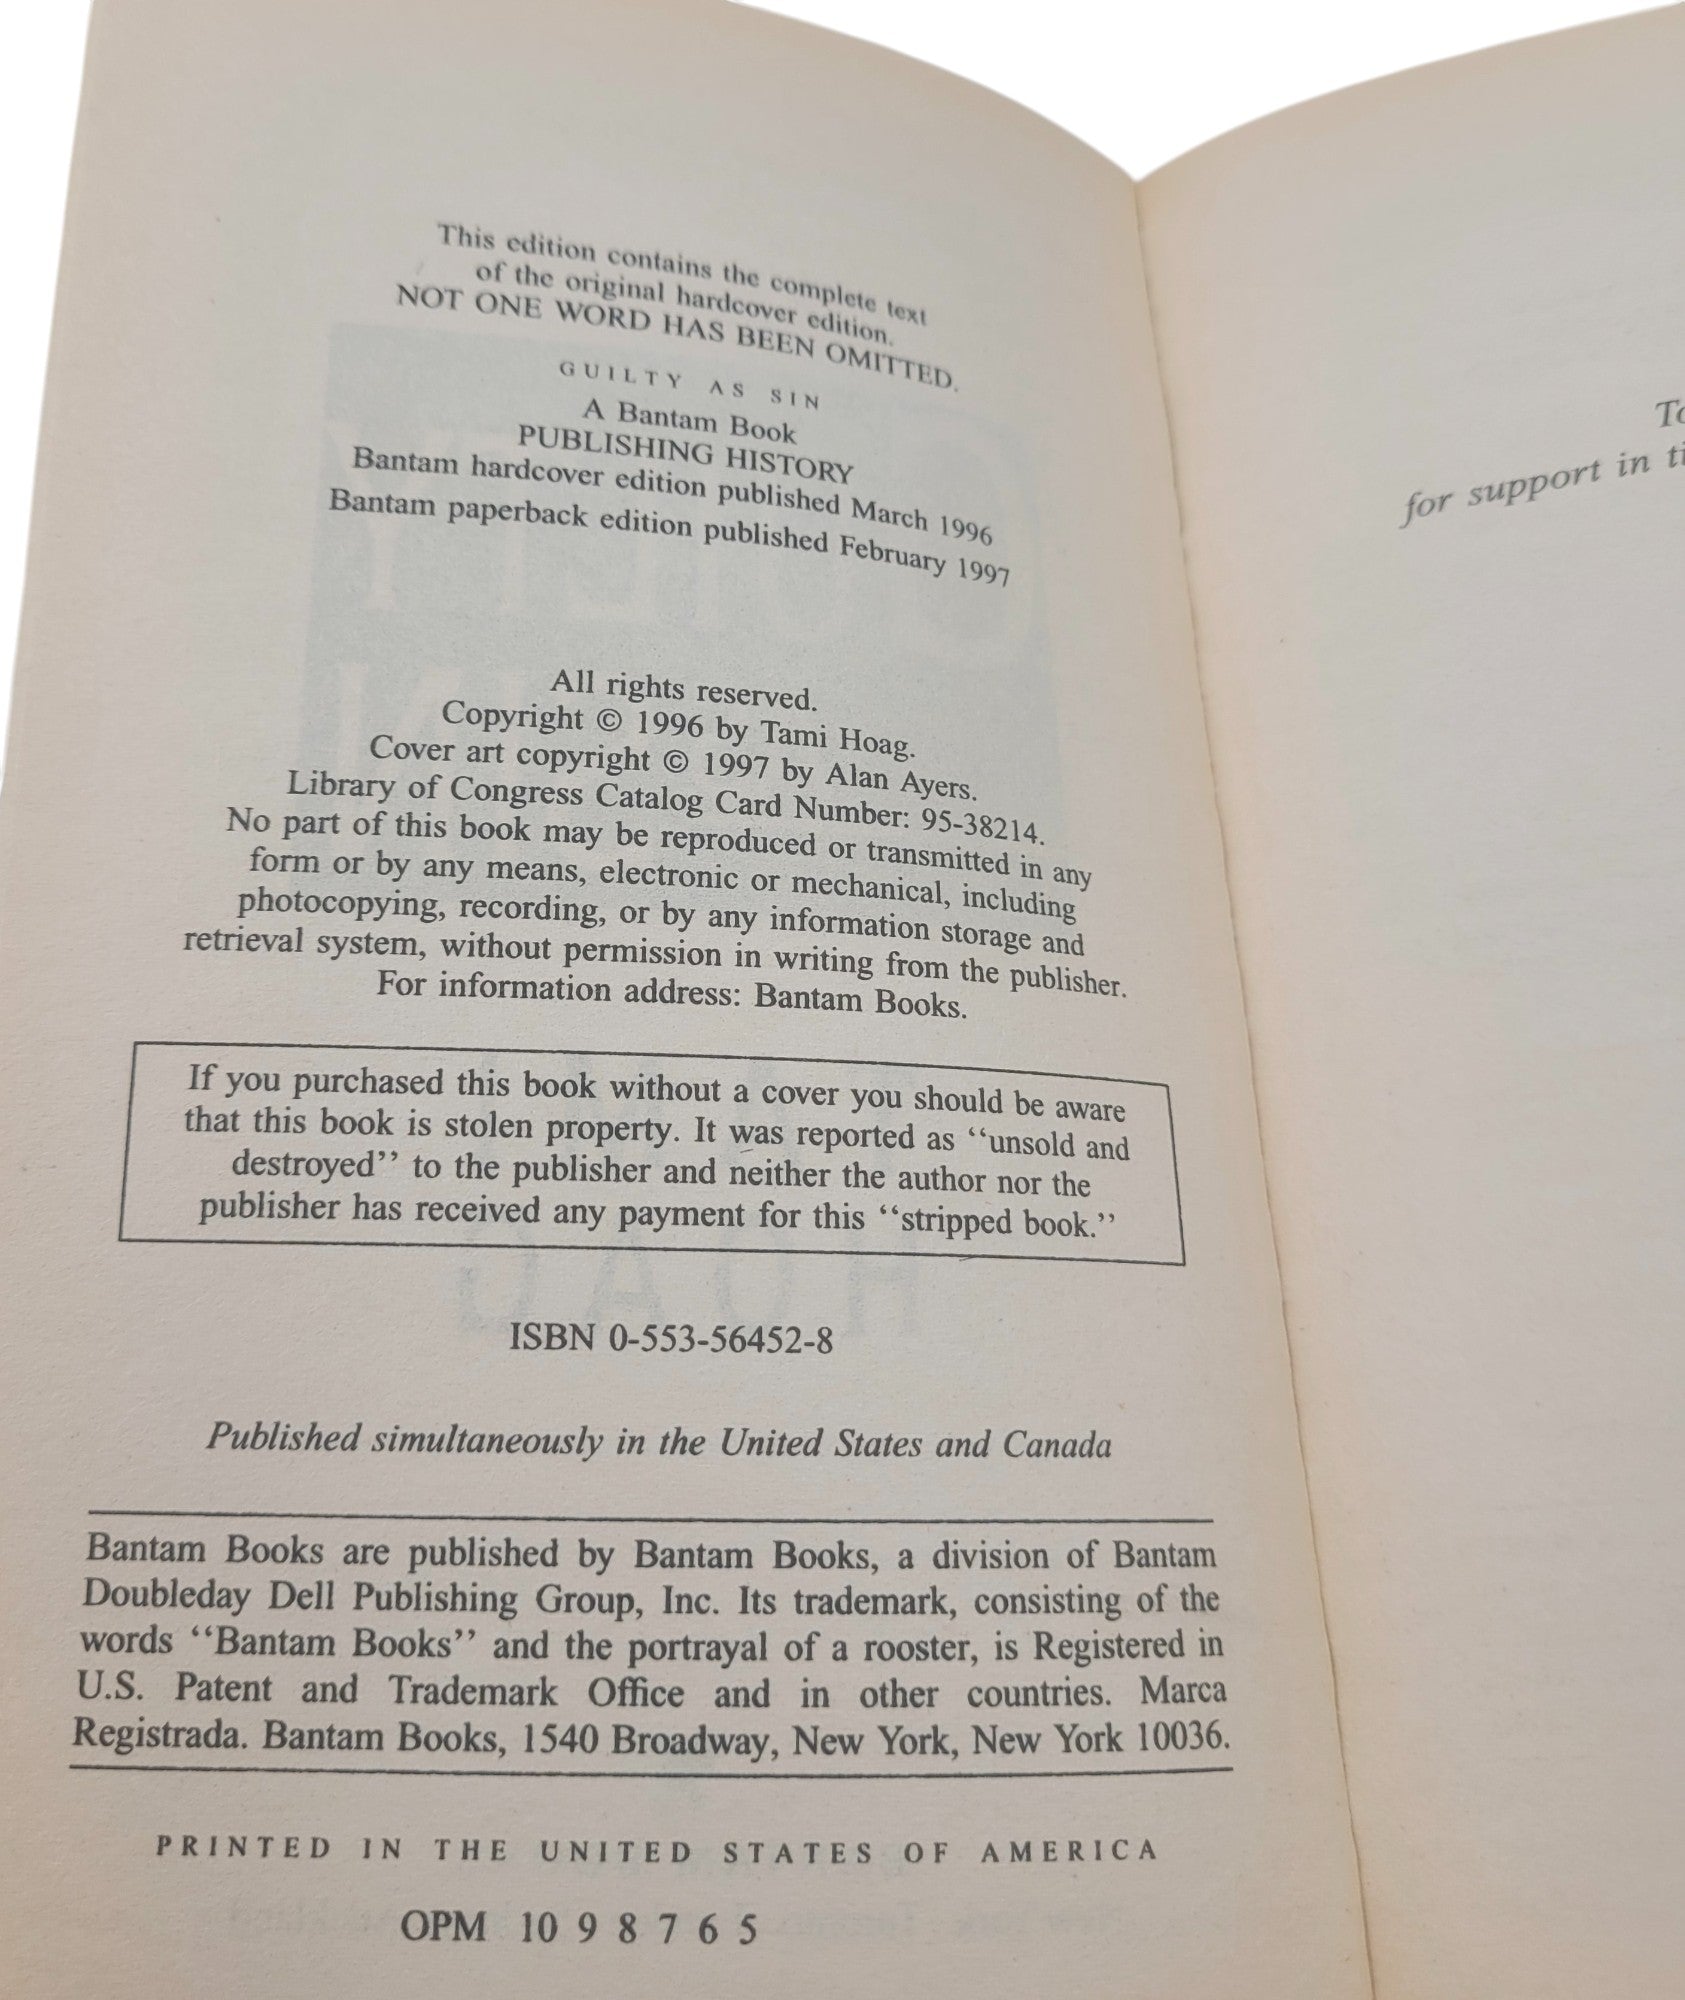 This edition contains the complete text
of the original hardcover edition.
NOT ONE WORD HAS BEEN OMITTED.
GUILTY AS SIN
A Bantam Book
PUBLISHING HISTORY
Bantam hardcover edition published March 1996
Bantam paperback edition published February 1997
All rights reserved.
Copyright © 1996 by Tami Hoag.
Cover art copyright © 1997 by Alan Ayers.
Library of Congress Catalog Card Number: 95-38214.
No part of this book may be reproduced or transmitted in any
form or by any means, electronic or mechanical, including
photocopying, recording, or by any information storage and
retrieval system, without permission in writing from the publisher.
For information address: Bantam Books.
If you purchased this book without a cover you should be aware
that this book is stolen property. It was reported as ‘‘unsold and
destroyed’’ to the publisher and neither the author nor the
publisher has received any payment for this ‘‘stripped book.’’
ISBN 0-553-56452-8
Published simultaneously in the United States and Canada
Bantam Books are published by Bantam Books, a division of Bantam
Doubleday Dell Publishing Group, Inc. Its trademark, consisting of the
words ‘‘Bantam Books’’ and the portrayal of a rooster, is Registered in
U.S. Patent and Trademark Office and in other countries. Marca
Registrada. Bantam Books, 1540 Broadway, New York, New York 10036.
PRINTED IN THE UNITED STATES OF AMERICA
OPM 10 9 8 7 6 5
To
for support in ti